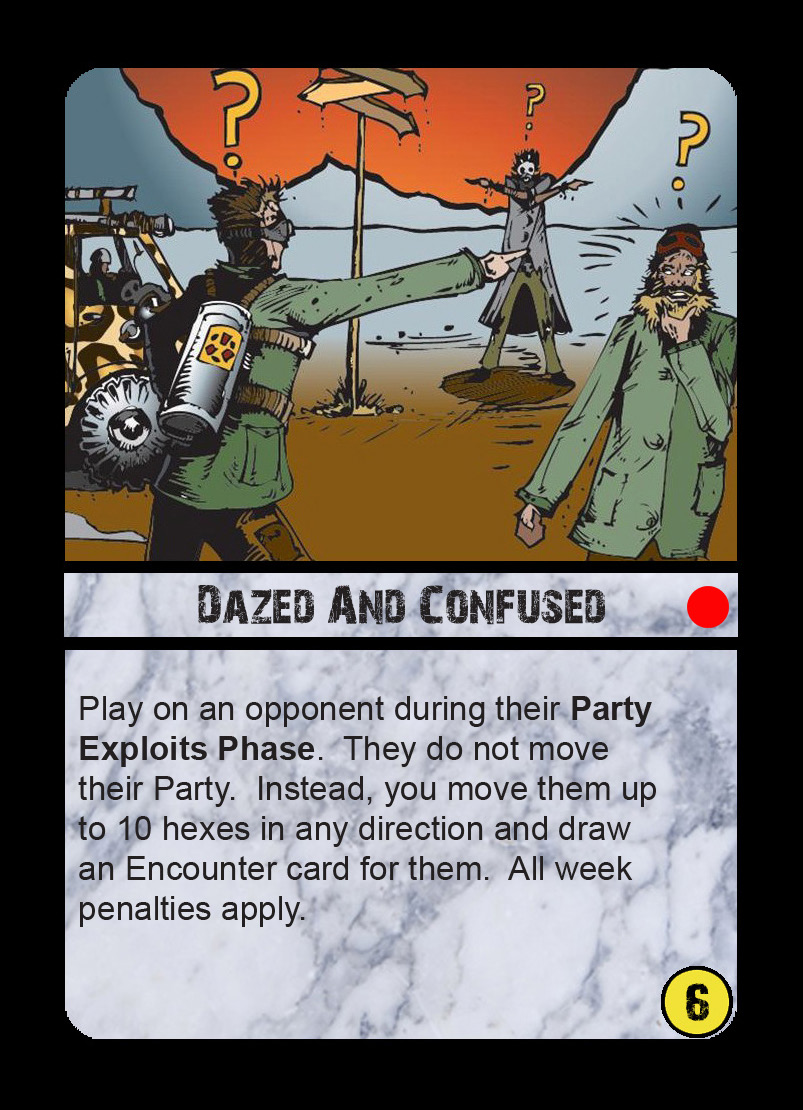 ?
?
?
Dazed And Confused
Play on an opponent during their Party
Exploits Phase.  They do not move
their Party.  Instead, you move them up
to 10 hexes in any direction and draw
an Encounter card for them.  All week
penalties apply.
6